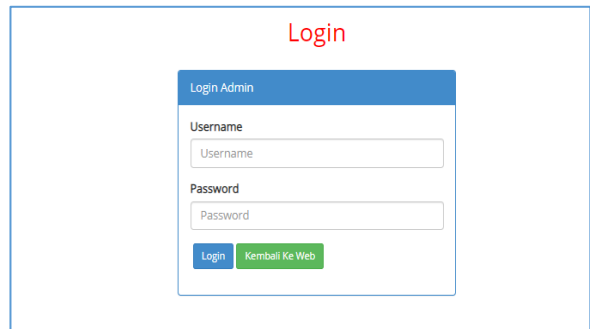 Login
Login Admin
Username
Username
Password
Password
Login Kembali Ke Web